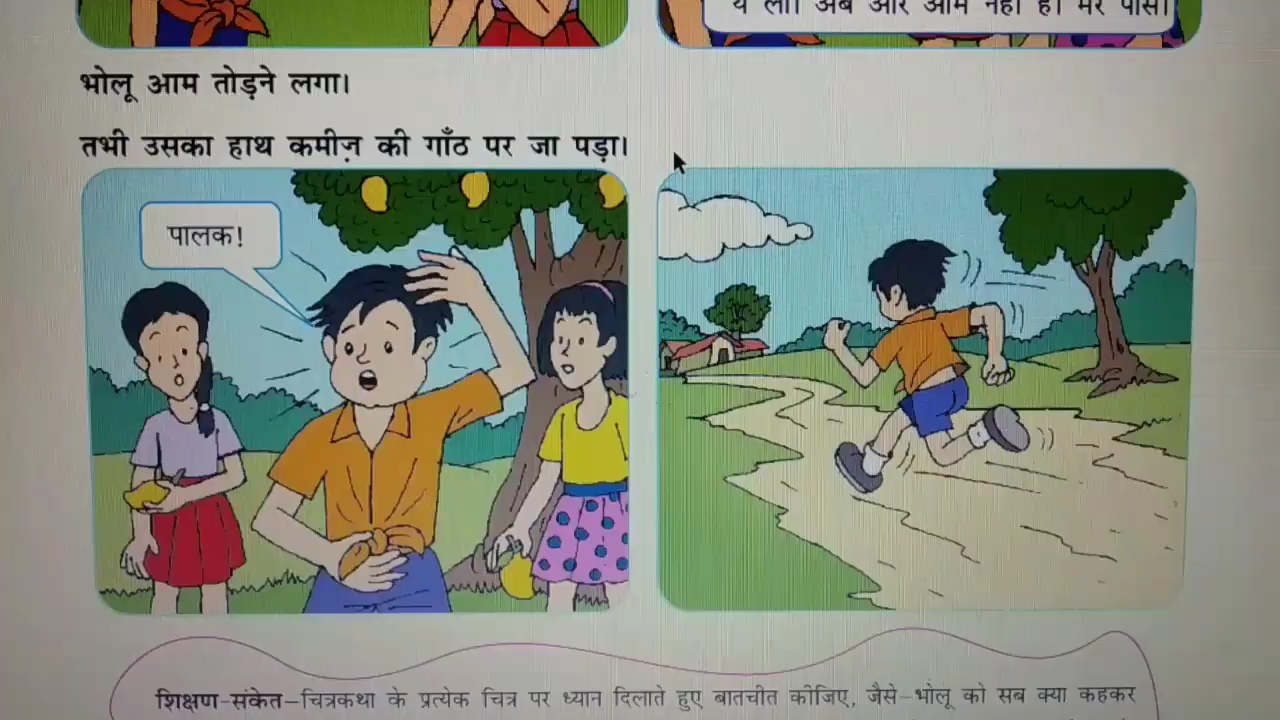 ये लो। अब और आम नहीं हैं मेरे पास।
भोलू आम तोड़ने लगा।
तभी उसका हाथ कमीज़ की गाँठ पर जा पड़ा।
पालक!
शिक्षण-संकेत–चित्रकथा के प्रत्येक चित्र पर ध्यान दिलाते हुए बातचीत कीजिए, जैसे–भोलू को सब क्या कहकर